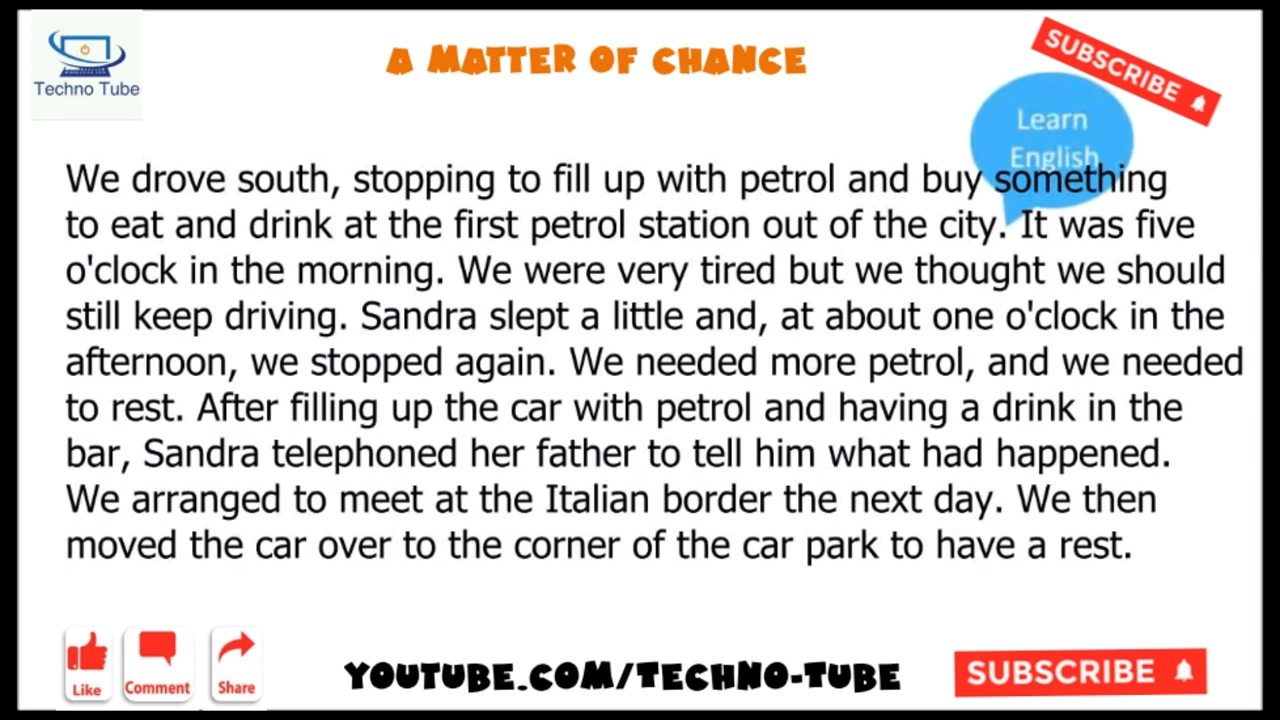 Techno Tube
A MATTER OF CHANCE
SUBSCRIBE
Learn
English
We drove south, stopping to fill up with petrol and buy something
to eat and drink at the first petrol station out of the city. It was five
o'clock in the morning. We were very tired but we thought we should
still keep driving. Sandra slept a little and, at about one o'clock in the
afternoon, we stopped again. We needed more petrol, and we needed
to rest. After filling up the car with petrol and having a drink in the
bar, Sandra telephoned her father to tell him what had happened.
We arranged to meet at the Italian border the next day. We then
moved the car over to the corner of the car park to have a rest.
Like
Comment
Share
YOUTUBE.COM/TECHNO-TUBE
SUBSCRIBE